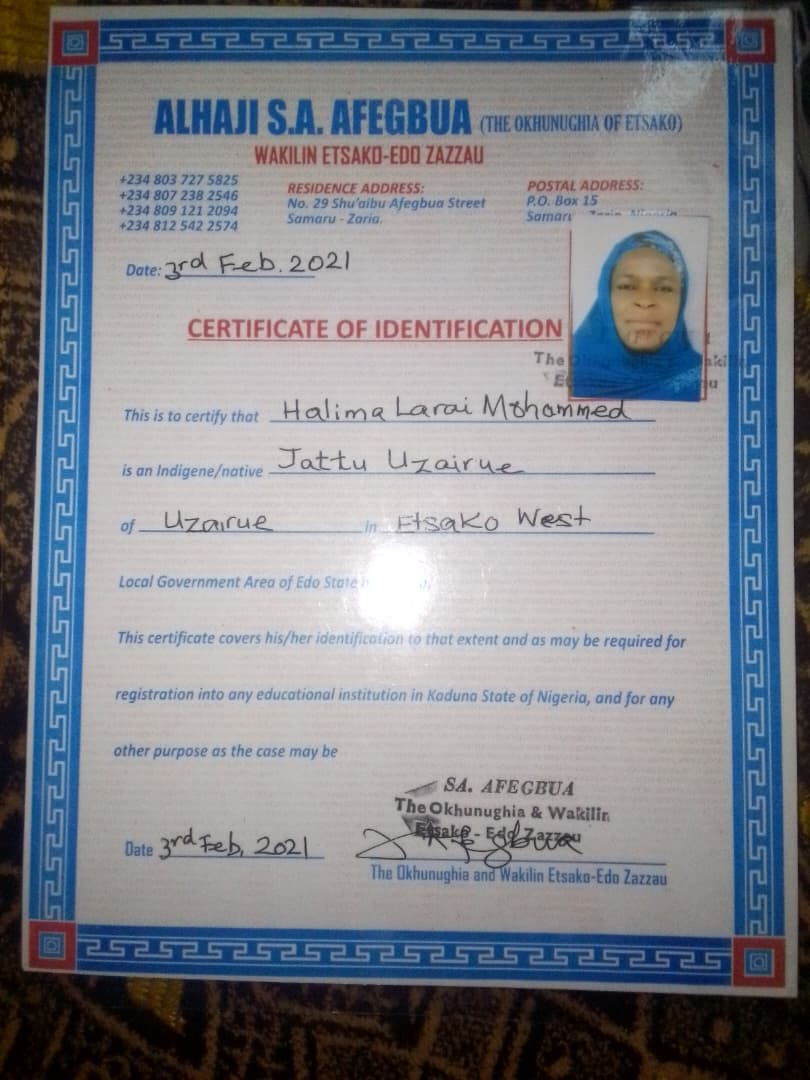 ALHAJI S.A. AFEGBUA (THE OKHUNUGHIA OF ETSAKO)
WAKILIN ETSAKO-EDO ZAZZAU
+234 803 727 5825
+234 807 238 2546
+234 809 121 2094
+234 812 542 2574
RESIDENCE ADDRESS:
No. 29 Shu'aibu Afegbua Street
Samaru - Zaria.
POSTAL ADDRESS:
P.O. Box 15
Samaru
Date: 3rd Feb. 2021
CERTIFICATE OF IDENTIFICATION
The
This is to certify that Halima Larai Mohammed
is an Indigene/native Jattu Uzairue
of Uzairue in Etsako West
Local Government Area of Edo State
This certificate covers his/her identification to that extent and as may be required for
registration into any educational institution in Kaduna State of Nigeria, and for any
other purpose as the case may be
SA. AFEGBUA
The Okhunughia & Wakilin
Etsako - Edo Zazzau
Date 3rd Feb, 2021
The Okhunughia and Wakilin Etsako-Edo Zazzau